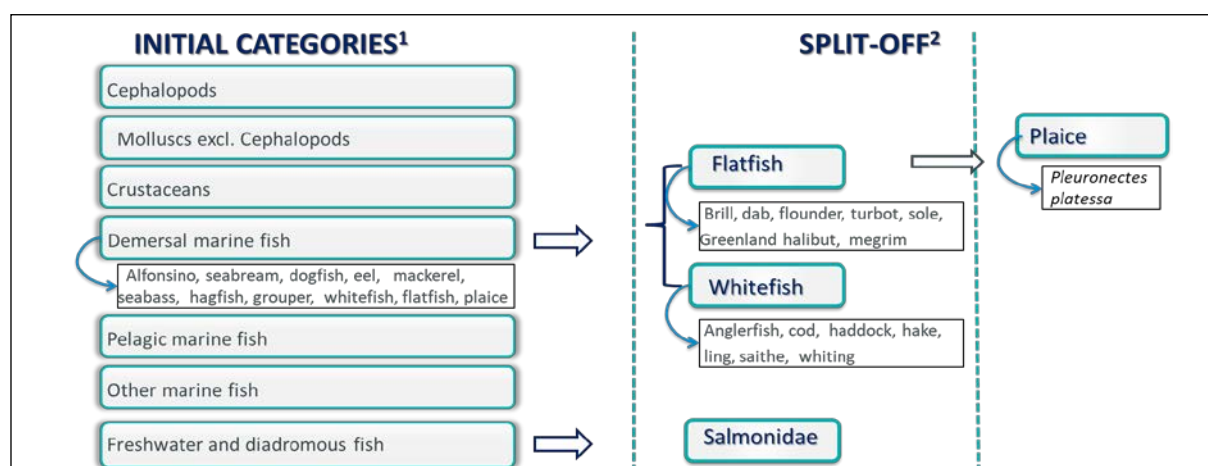 INITIAL CATEGORIES¹
Cephalopods
Molluscs excl. Cephalopods
Crustaceans
Demersal marine fish
Alfonsino, seabream, dogfish, eel, mackerel,
seabass, hagfish, grouper, whitefish, flatfish, plaice
Pelagic marine fish
Other marine fish
Freshwater and diadromous fish
SPLIT-OFF²
Flatfish
Brill, dab, flounder, turbot, sole,
Greenland halibut, megrim
Whitefish
Anglerfish, cod, haddock, hake,
ling, saithe, whiting
Salmonidae
Plaice
Pleuronectes
platessa